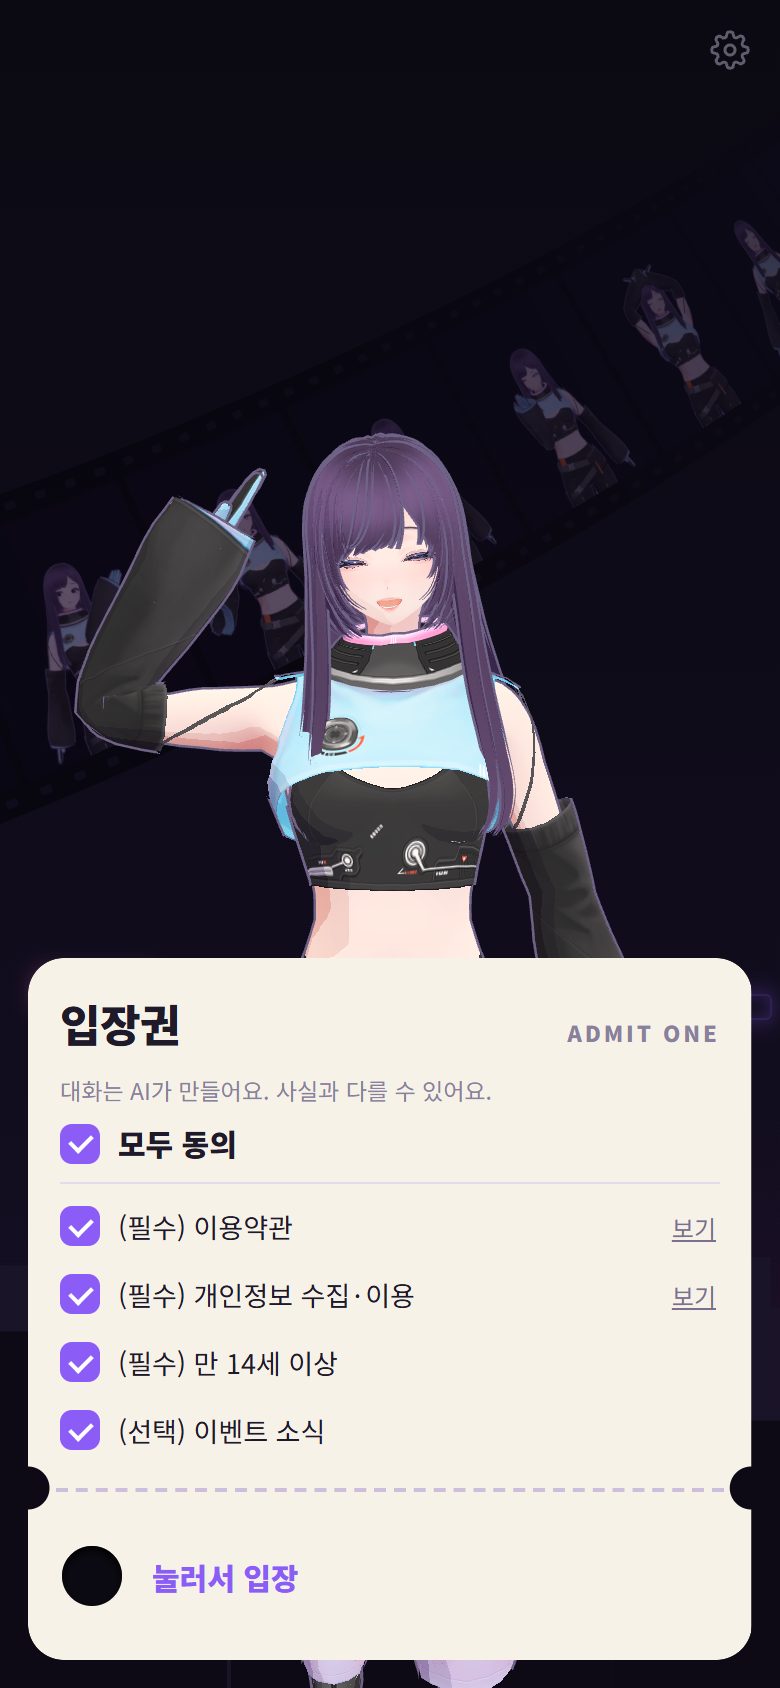 입장권
ADMIT ONE
대화는 AI가 만들어요. 사실과 다를 수 있어요.
모두 동의
(필수) 이용약관 보기
(필수) 개인정보 수집·이용 보기
(필수) 만 14세 이상
(선택) 이벤트 소식
눌러서 입장